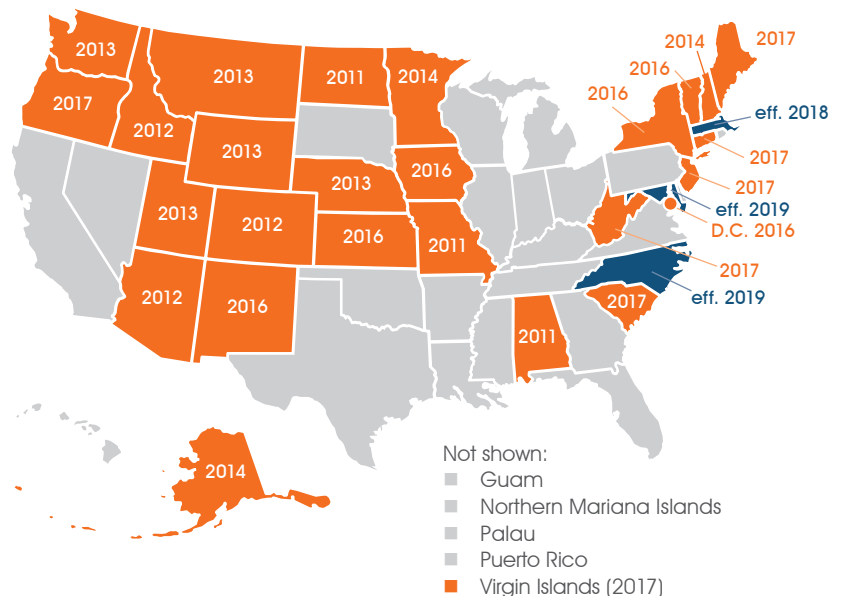 2013
2013
2011
2014
2014
2017
2016
2016
2017
2012
eff. 2018
2013
2016
2013
2017
2017
eff. 2019
D.C. 2016
2013
2012
2016
2011
2017
eff. 2019
2012
2016
2017
2011
2014
Not shown:
Guam
Northern Mariana Islands
Palau
Puerto Rico
Virgin Islands (2017)